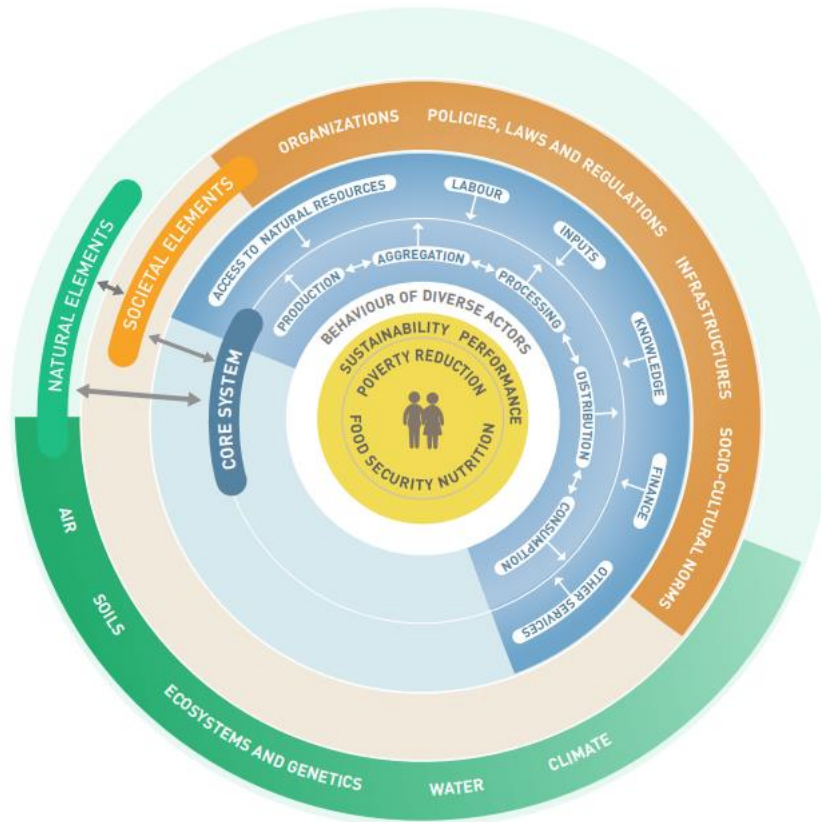 ORGANIZATIONS
POLICIES, LAWS AND REGULATIONS
INFRASTRUCTURES
SOCIO-CULTURAL NORMS
NATURAL ELEMENTS
SOCIETAL ELEMENTS
CORE SYSTEM
ACCESS TO NATURAL RESOURCES
LABOUR
INPUTS
KNOWLEDGE
FINANCE
OTHER SERVICES
PRODUCTION
AGGREGATION
PROCESSING
DISTRIBUTION
CONSUMPTION
BEHAVIOUR OF DIVERSE ACTORS
SUSTAINABILITY PERFORMANCE
POVERTY REDUCTION
FOOD SECURITY NUTRITION
AIR
SOILS
ECOSYSTEMS AND GENETICS
WATER
CLIMATE